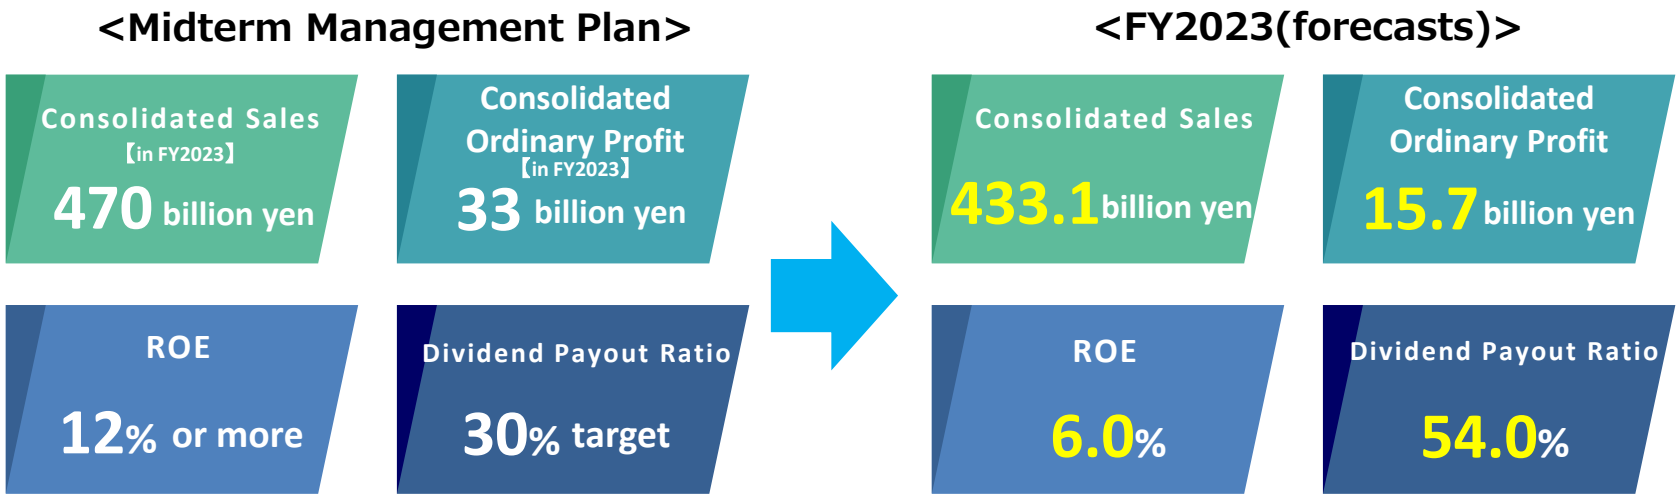 <Midterm Management Plan>
Consolidated Sales
【in FY2023】
470 billion yen
Consolidated
Ordinary Profit
【in FY2023】
33 billion yen
ROE
12% or more
Dividend Payout Ratio
30% target
<FY2023(forecasts)>
Consolidated Sales
433.1billion yen
Consolidated
Ordinary Profit
15.7 billion yen
ROE
6.0%
Dividend Payout Ratio
54.0%